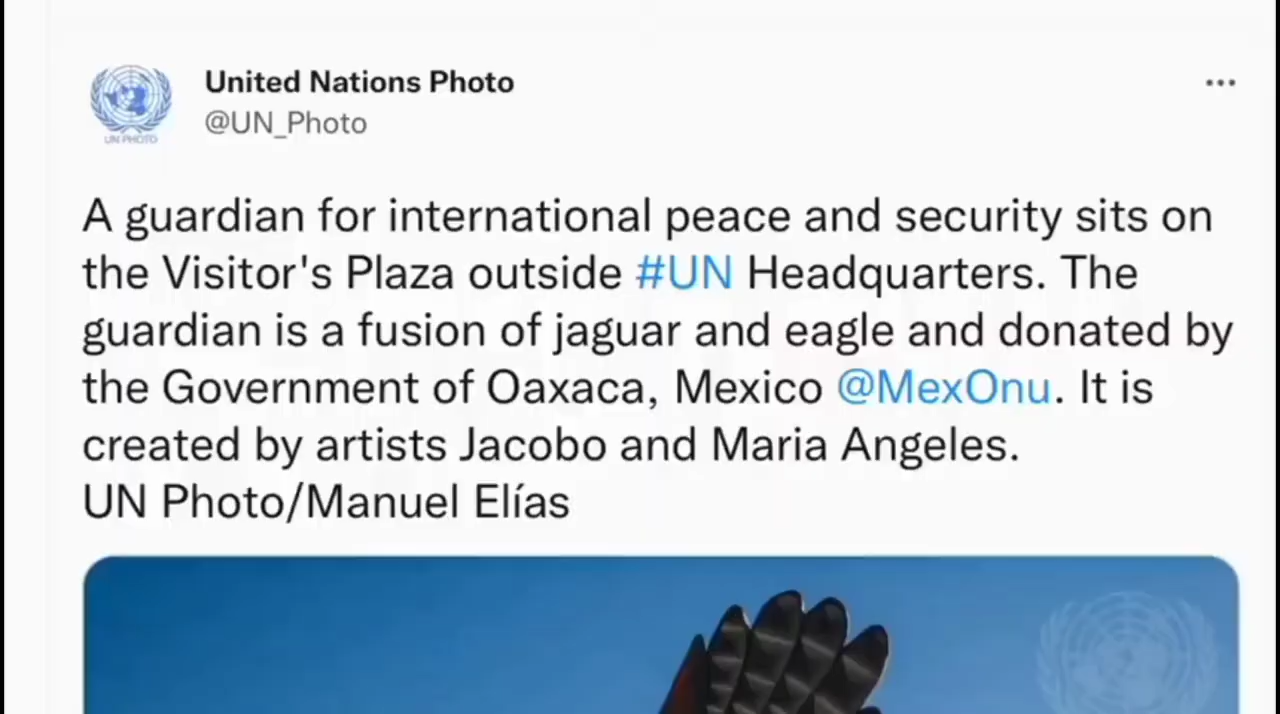 United Nations Photo
@UN_Photo
UN PHOTO
A guardian for international peace and security sits on
the Visitor's Plaza outside #UN Headquarters. The
guardian is a fusion of jaguar and eagle and donated by
the Government of Oaxaca, Mexico @MexOnu. It is
created by artists Jacobo and Maria Angeles.
UN Photo/Manuel Elías